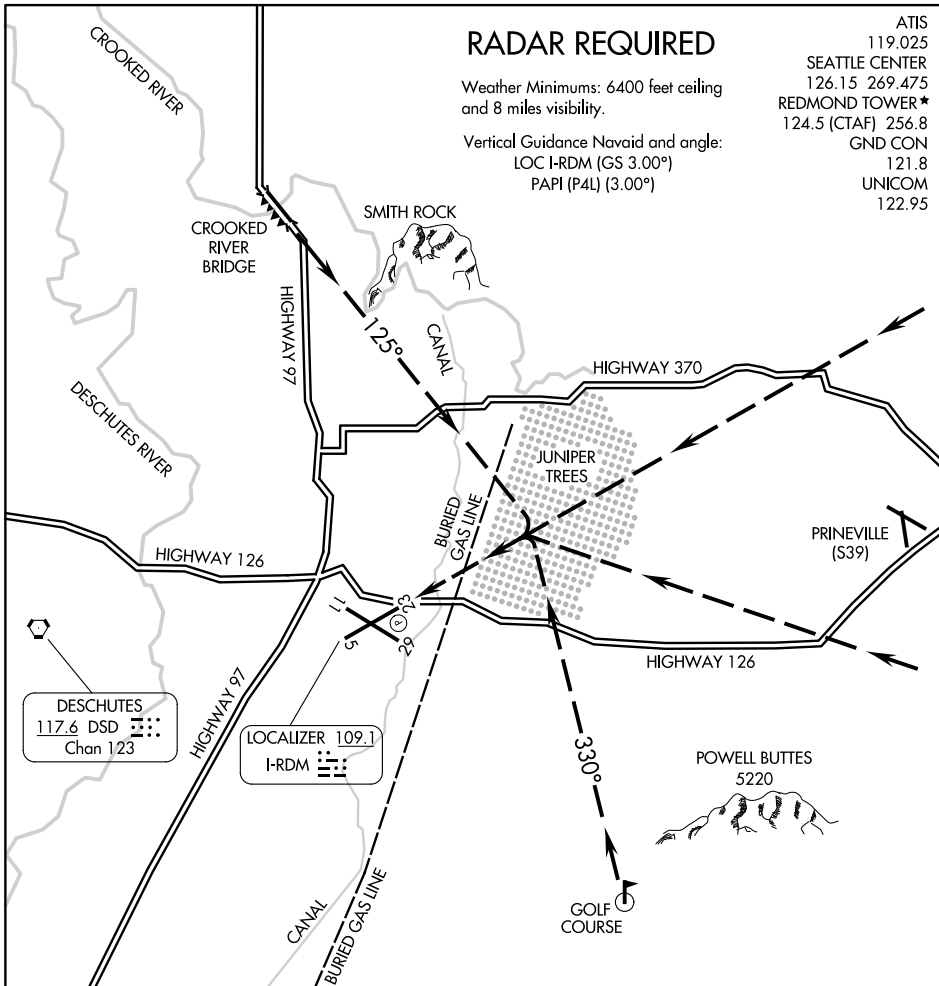 RADAR REQUIRED
Weather Minimums: 6400 feet ceiling
and 8 miles visibility.
Vertical Guidance Navaid and angle:
LOC I-RDM (GS 3.00°)
PAPI (P4L) (3.00°)
ATIS
119.025
SEATTLE CENTER
126.15 269.475
REDMOND TOWER★
124.5 (CTAF) 256.8
GND CON
121.8
UNICOM
122.95
CROOKED RIVER
CROOKED
RIVER
BRIDGE
SMITH ROCK
HIGHWAY 97
125°
CANAL
HIGHWAY 370
DESCHUTES RIVER
JUNIPER
TREES
BURIED
GAS LINE
PRINEVILLE
(S39)
HIGHWAY 126
11
23
P
5
29
HIGHWAY 126
DESCHUTES
117.6 DSD
Chan 123
HIGHWAY 97
LOCALIZER 109.1
I-RDM
330°
POWELL BUTTES
5220
GOLF
COURSE
CANAL
BURIED GAS LINE